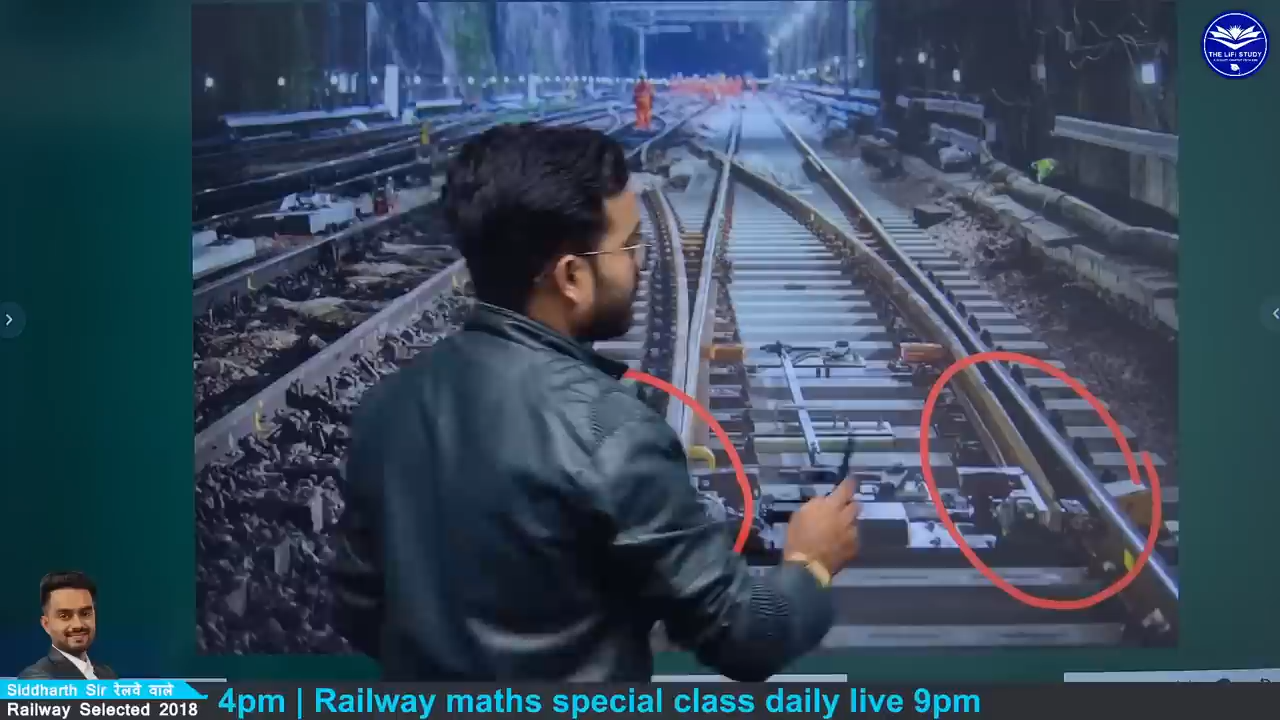 THE LiFi STUDY
Siddharth Sir रेलवे वाले
Railway Selected 2018
- 4pm | Railway maths special class daily live 9pm